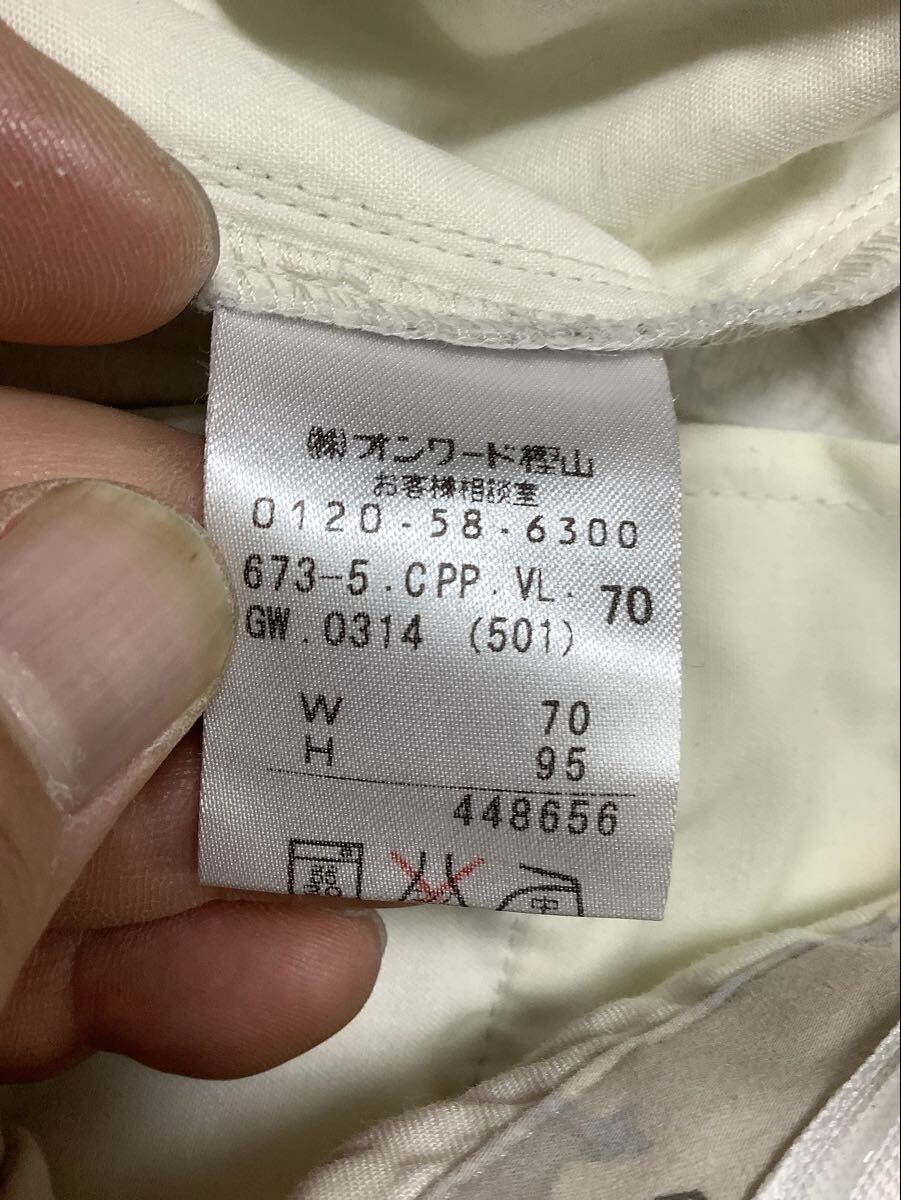 ㈱オンワード樫山
お客様相談室
0120-58-6300
673-5.CPP.VL. 70
GW.0314 (501)
W 70
H 95
448656
中